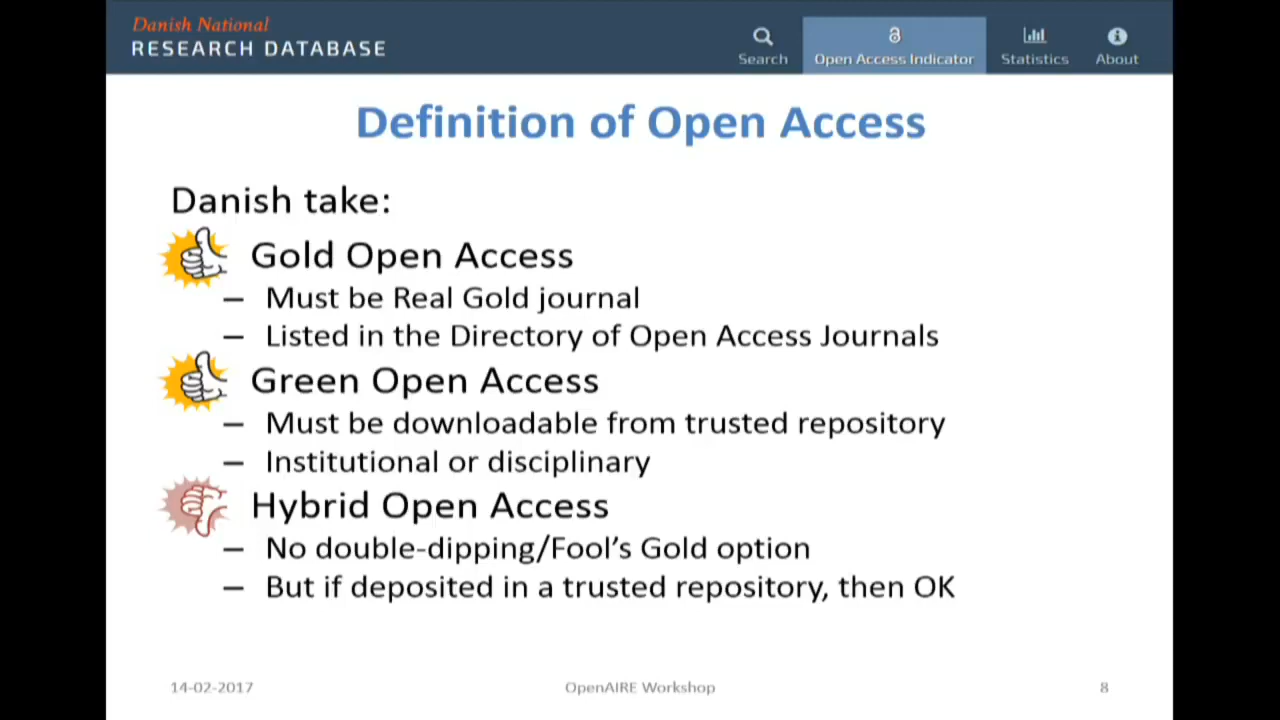 Danish National
RESEARCH DATABASE
Search
Open Access Indicator
Statistics
About
Definition of Open Access
Danish take:
Gold Open Access
– Must be Real Gold journal
– Listed in the Directory of Open Access Journals
Green Open Access
– Must be downloadable from trusted repository
– Institutional or disciplinary
Hybrid Open Access
– No double-dipping/Fool's Gold option
– But if deposited in a trusted repository, then OK
14-02-2017
OpenAIRE Workshop
8